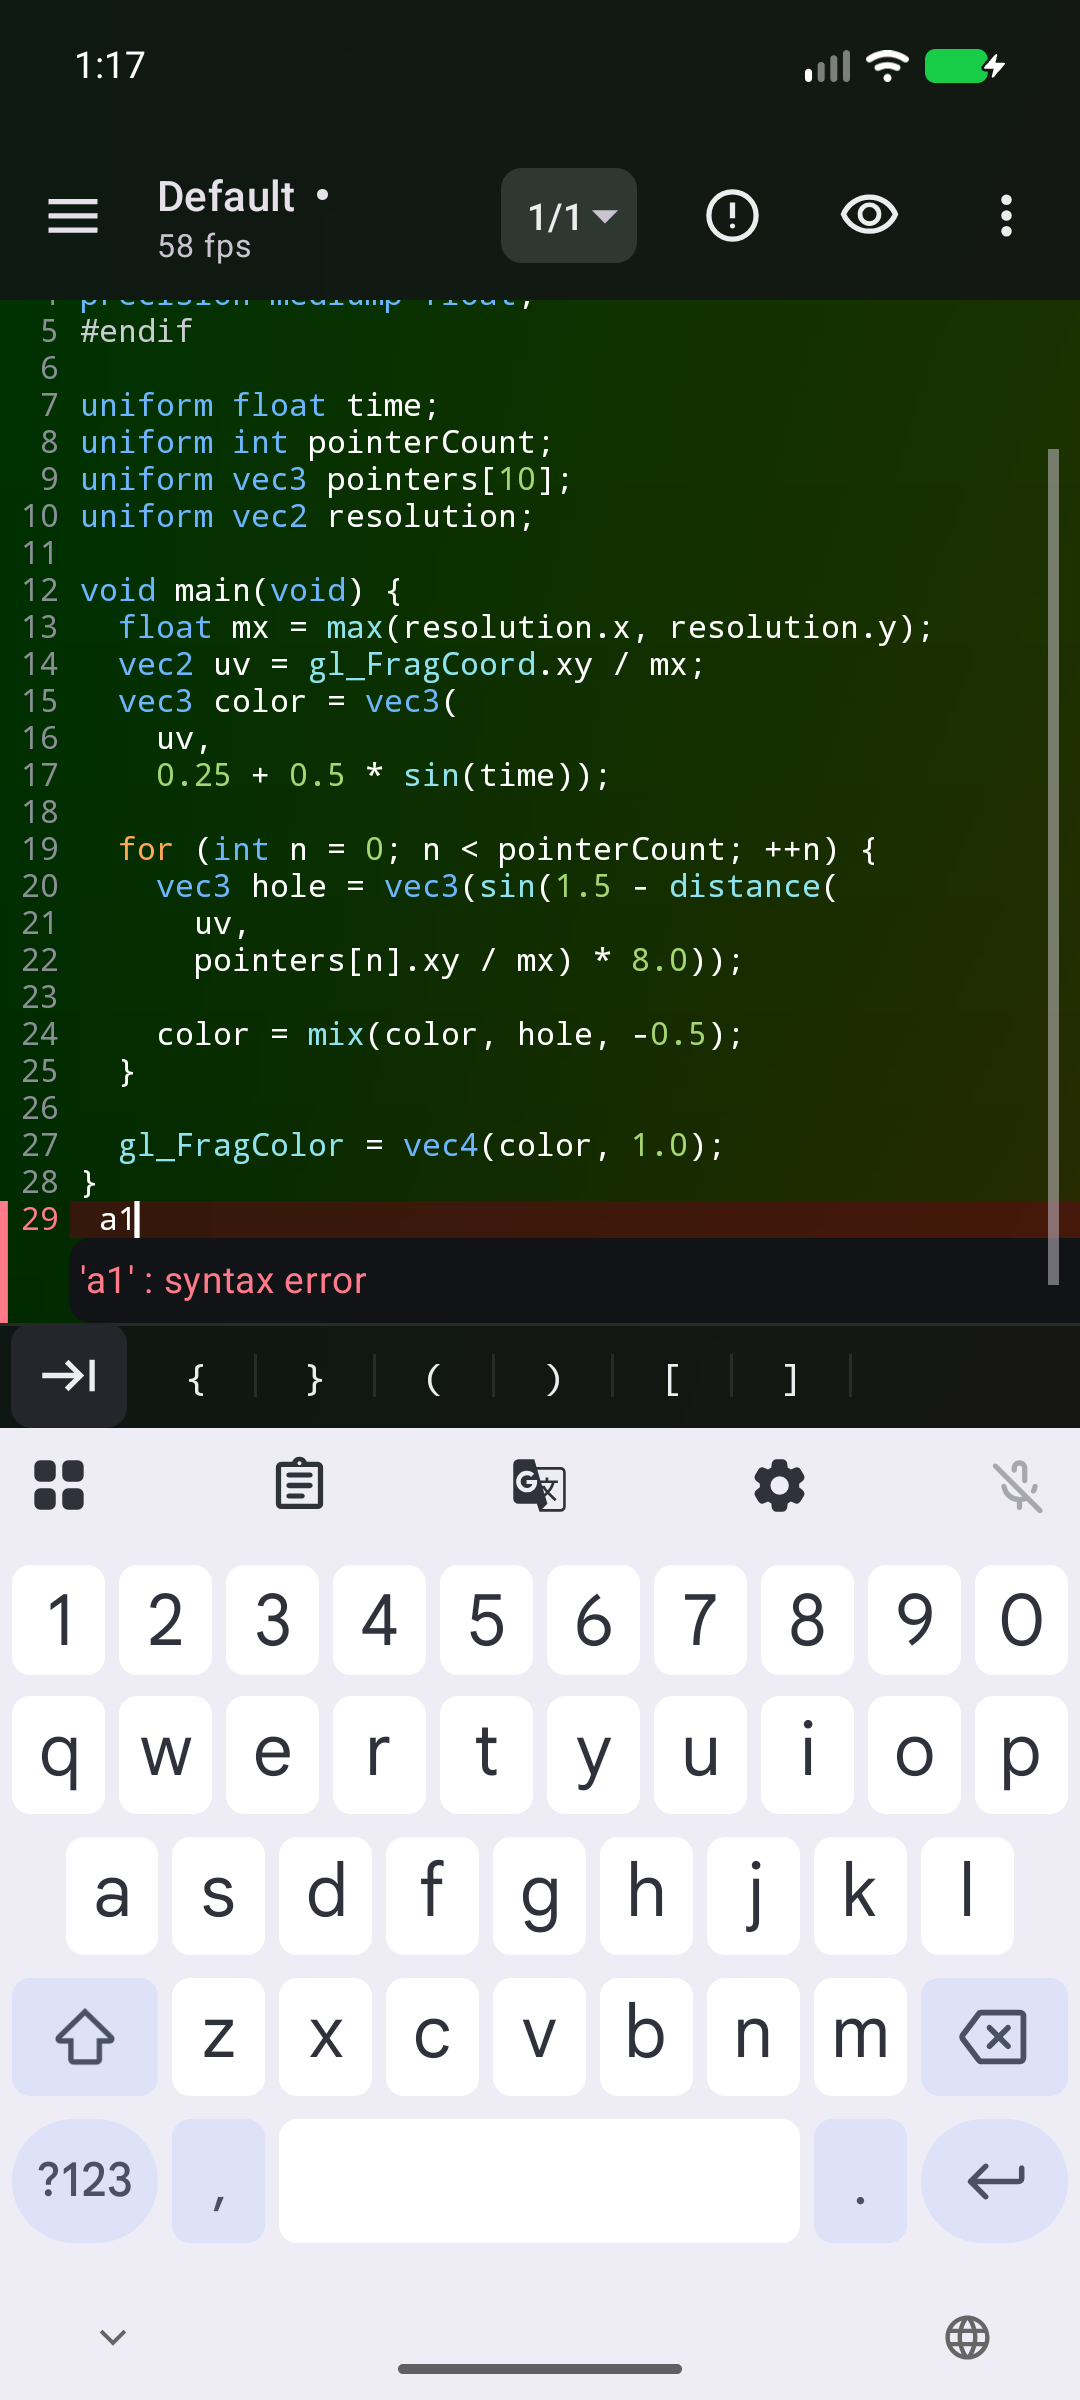 1:17
Default •
58 fps
1/1
4 precision mediump float;
5 #endif
6
7 uniform float time;
8 uniform int pointerCount;
9 uniform vec3 pointers[10];
10 uniform vec2 resolution;
11
12 void main(void) {
13   float mx = max(resolution.x, resolution.y);
14   vec2 uv = gl_FragCoord.xy / mx;
15   vec3 color = vec3(
16     uv,
17     0.25 + 0.5 * sin(time));
18
19   for (int n = 0; n < pointerCount; ++n) {
20     vec3 hole = vec3(sin(1.5 - distance(
21       uv,
22       pointers[n].xy / mx) * 8.0));
23
24     color = mix(color, hole, -0.5);
25   }
26
27   gl_FragColor = vec4(color, 1.0);
28 }
29  a1
'a1' : syntax error
{ } ( ) [ ]
1 2 3 4 5 6 7 8 9 0
q w e r t y u i o p
a s d f g h j k l
z x c v b n m
?123 , .